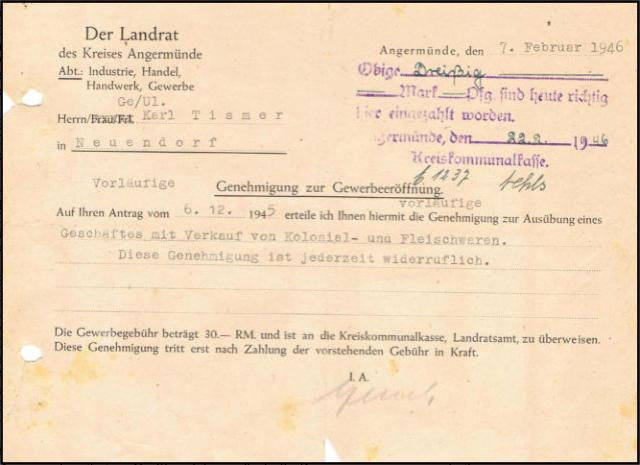 Der Landrat
des Kreises Angermünde
Abt.: Industrie, Handel,
Handwerk, Gewerbe
Ge/Ul.
Herrn/Frau/Frl. Karl Tismer
in Neuendorf
Angermünde, den 7. Februar 1946
Obige Dreißig
Mark Pfg. sind heute richtig
hier eingezahlt worden.
Angermünde, den 22.2. 1946
Kreiskommunalkasse.
6 1237
Vorläufige Genehmigung zur Gewerbeeröffnung.
vorläufige
Auf Ihren Antrag vom 6.12. 1945 erteile ich Ihnen hiermit die Genehmigung zur Ausübung eines
Geschäftes mit Verkauf von Kolonial- und Fleischwaren.
Diese Genehmigung ist jederzeit widerruflich.
Die Gewerbegebühr beträgt 30.— RM. und ist an die Kreiskommunalkasse, Landratsamt, zu überweisen.
Diese Genehmigung tritt erst nach Zahlung der vorstehenden Gebühr in Kraft.
I. A.